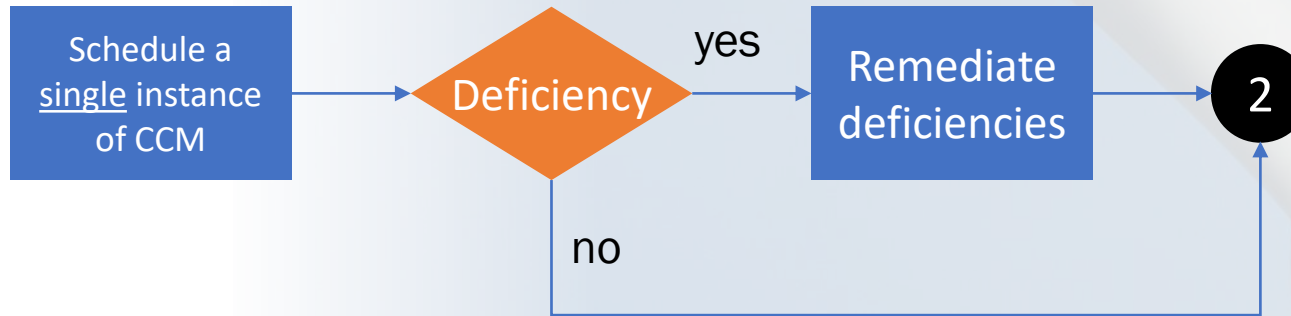 Schedule a
single instance
of CCM
Deficiency
yes
Remediate
deficiencies
2
no